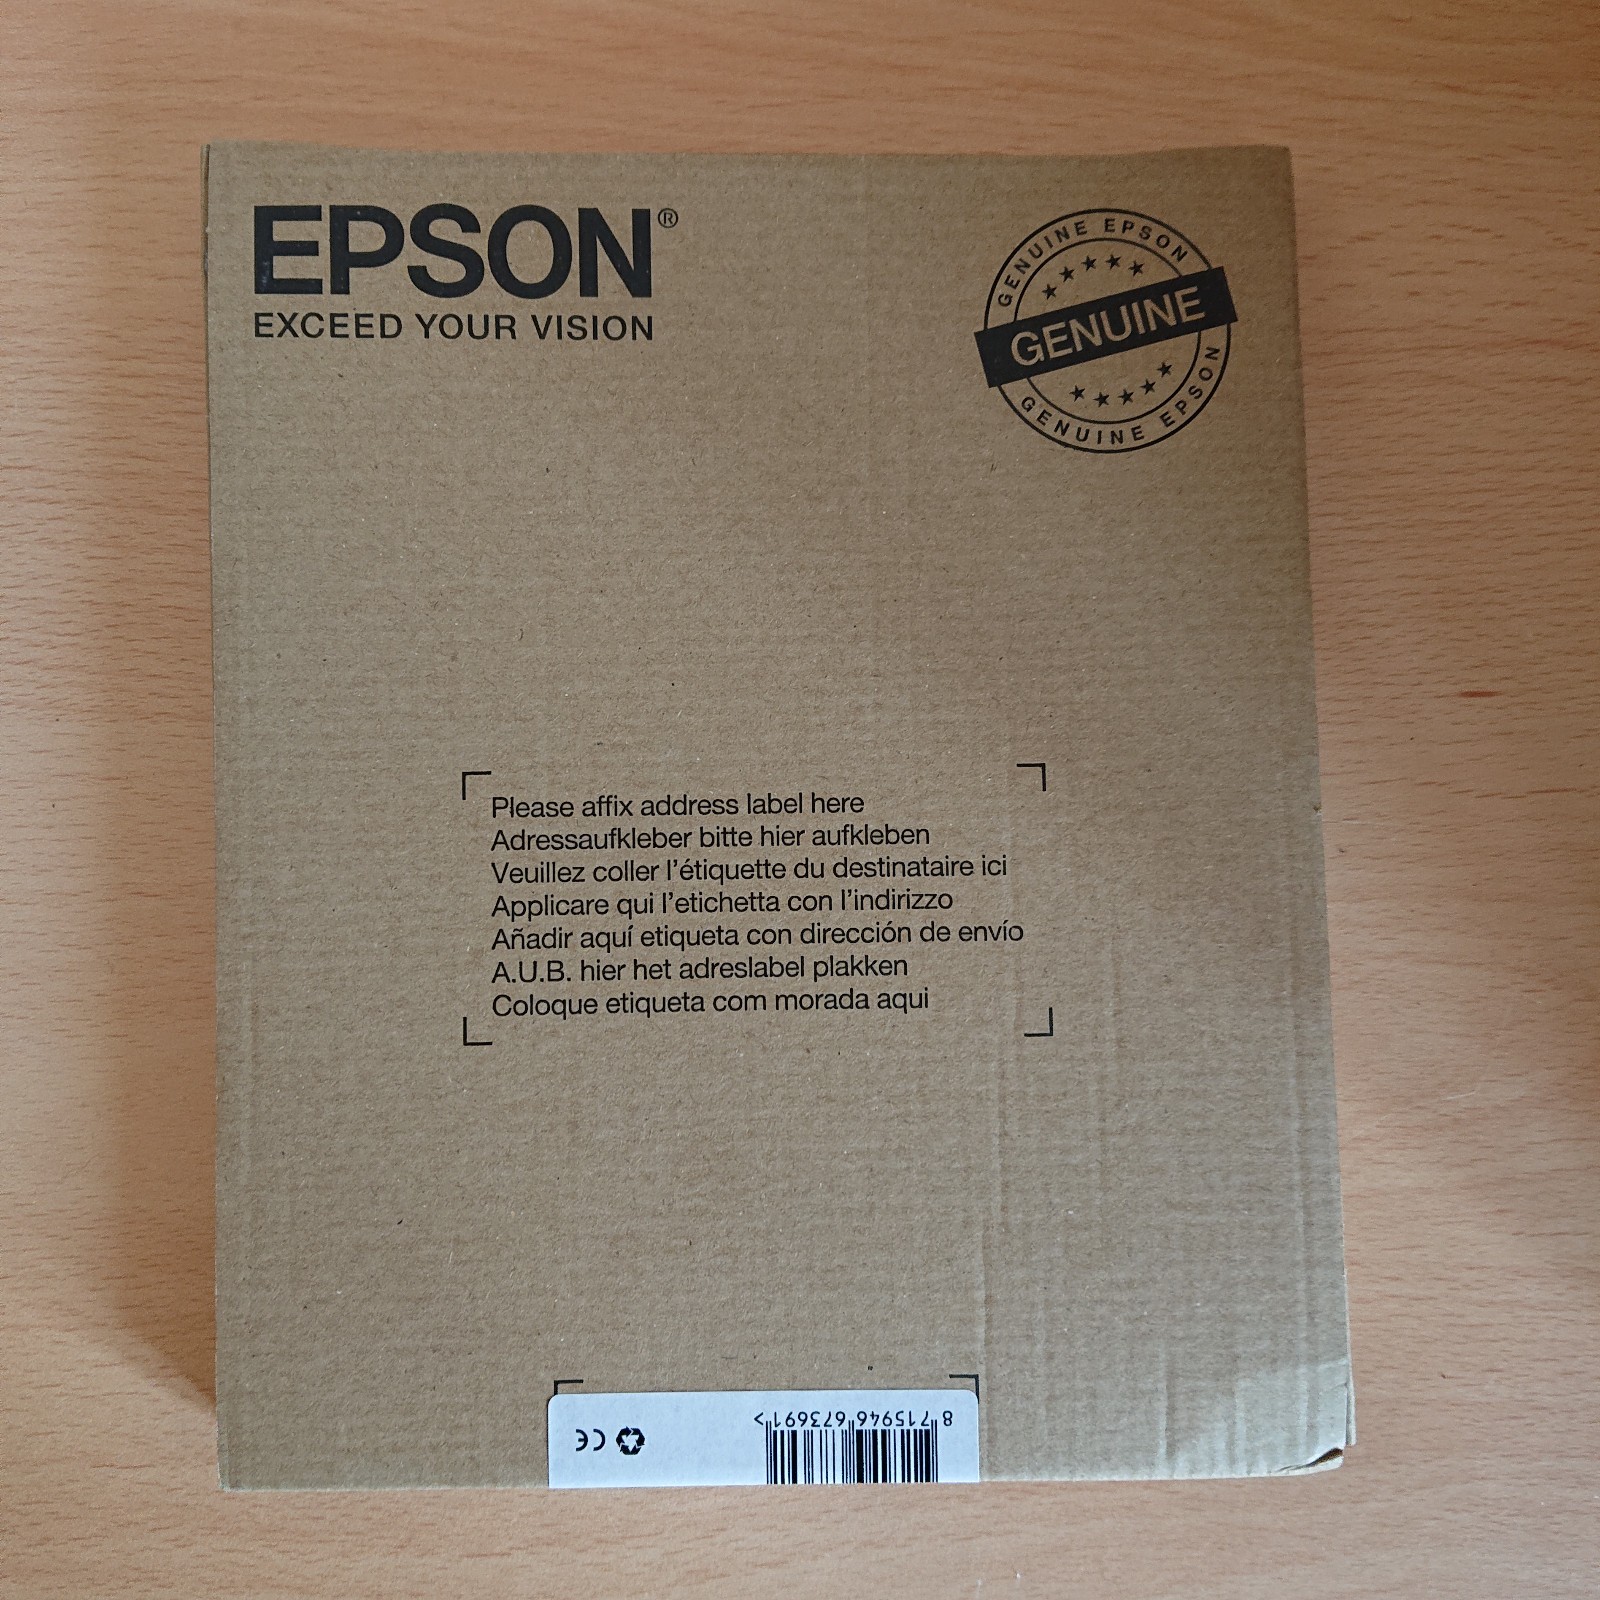 EPSON®
EXCEED YOUR VISION
GENUINE EPSON
GENUINE
GENUINE EPSON
Please affix address label here
Adressaufkleber bitte hier aufkleben
Veuillez coller l'étiquette du destinataire ici
Applicare qui l'etichetta con l'indirizzo
Añadir aquí etiqueta con dirección de envío
A.U.B. hier het adreslabel plakken
Coloque etiqueta com morada aqui
8 715946 673691 >
CE